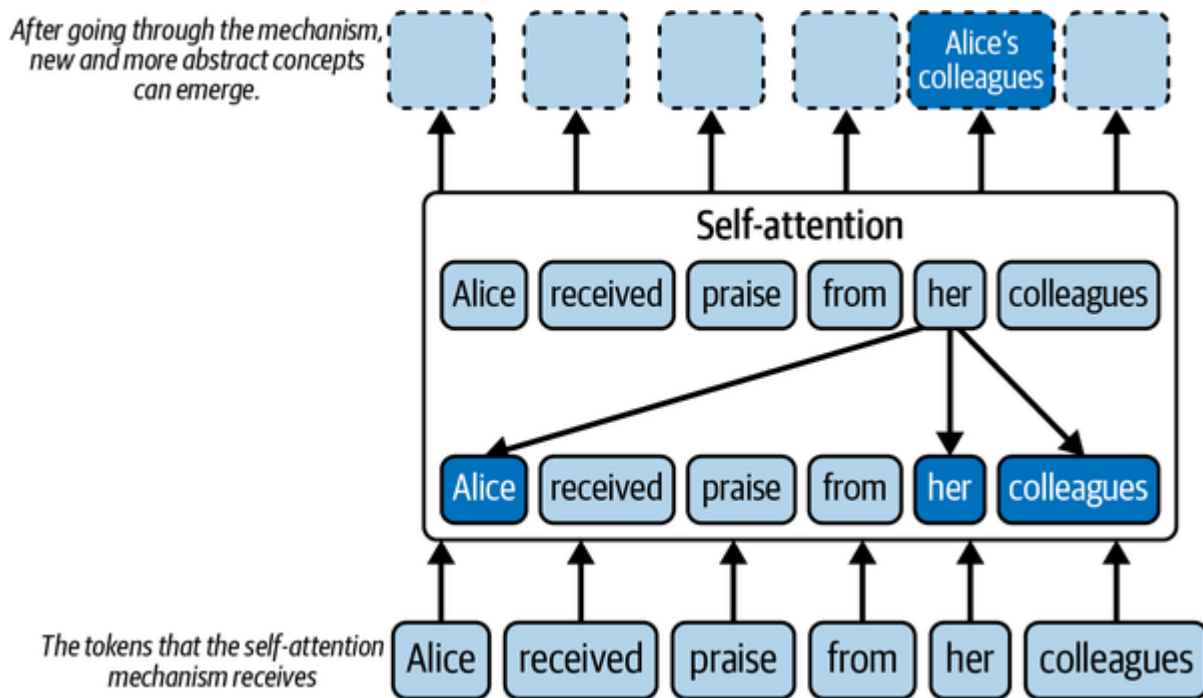 After going through the mechanism,
new and more abstract concepts
can emerge.
Alice's
colleagues
Self-attention
Alice received praise from her colleagues
Alice received praise from her colleagues
The tokens that the self-attention
mechanism receives
Alice received praise from her colleagues